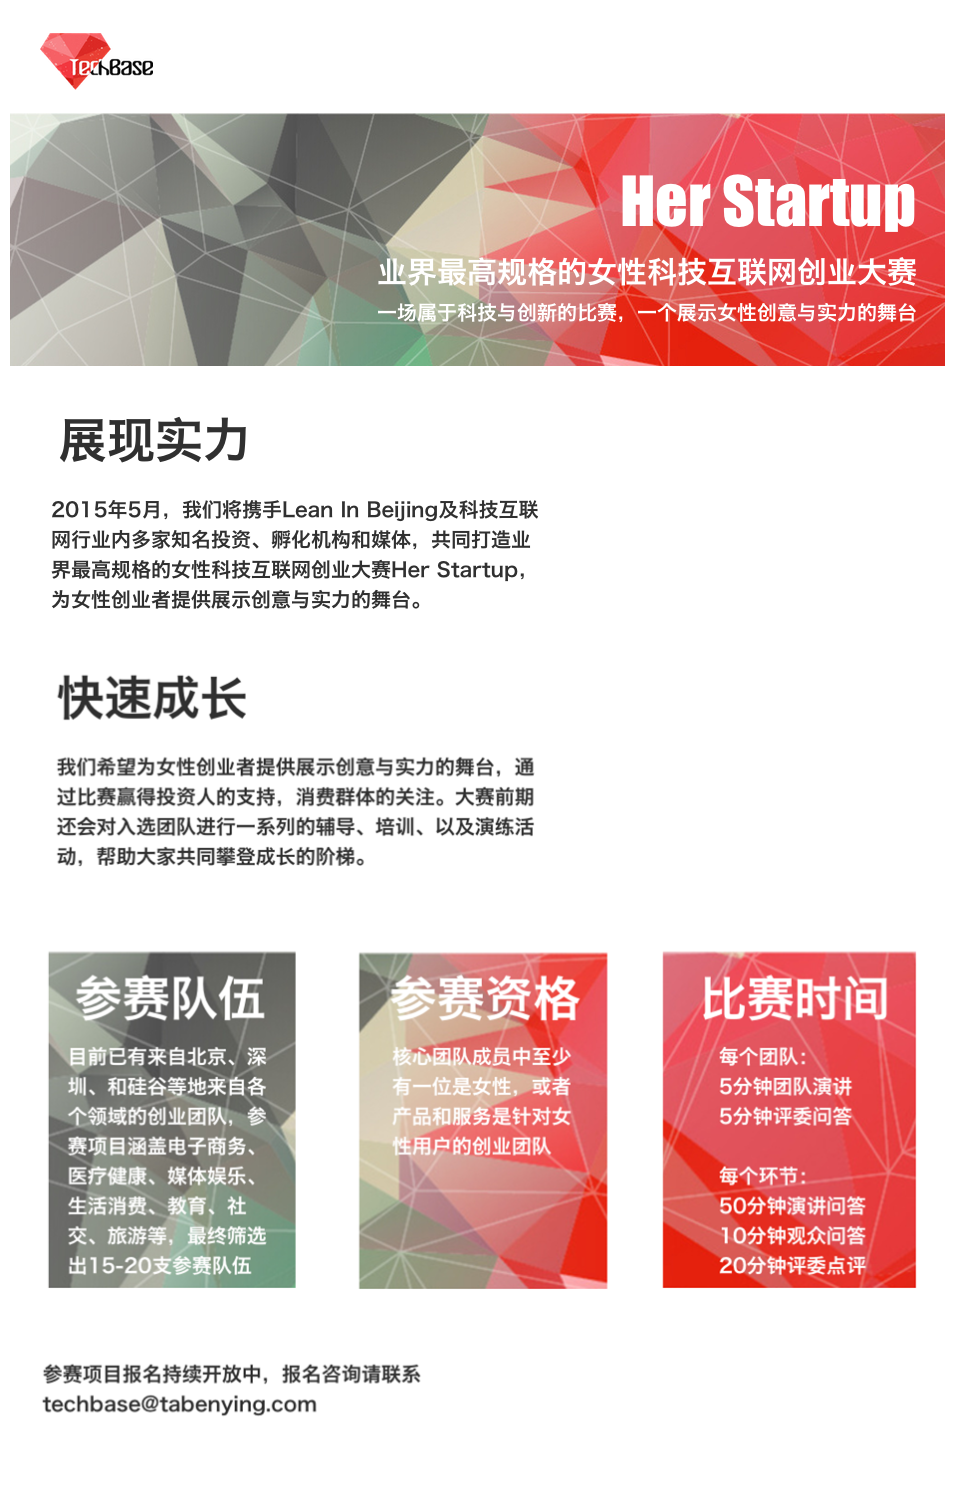 TechBase
Her Startup
业界最高规格的女性科技互联网创业大赛
一场属于科技与创新的比赛，一个展示女性创意与实力的舞台
展现实力
2015年5月，我们将携手Lean In Beijing及科技互联
网行业内多家知名投资、孵化机构和媒体，共同打造业
界最高规格的女性科技互联网创业大赛Her Startup，
为女性创业者提供展示创意与实力的舞台。
快速成长
我们希望为女性创业者提供展示创意与实力的舞台，通
过比赛赢得投资人的支持，消费群体的关注。大赛前期
还会对入选团队进行一系列的辅导、培训、以及演练活
动，帮助大家共同攀登成长的阶梯。
参赛队伍
目前已有来自北京、深
圳、和硅谷等地来自各
个领域的创业团队，参
赛项目涵盖电子商务、
医疗健康、媒体娱乐、
生活消费、教育、社
交、旅游等，最终筛选
出15-20支参赛队伍
参赛资格
核心团队成员中至少
有一位是女性，或者
产品和服务是针对女
性用户的创业团队
比赛时间
每个团队：
5分钟团队演讲
5分钟评委问答
每个环节：
50分钟演讲问答
10分钟观众问答
20分钟评委点评
参赛项目报名持续开放中，报名咨询请联系
techbase@tabenying.com